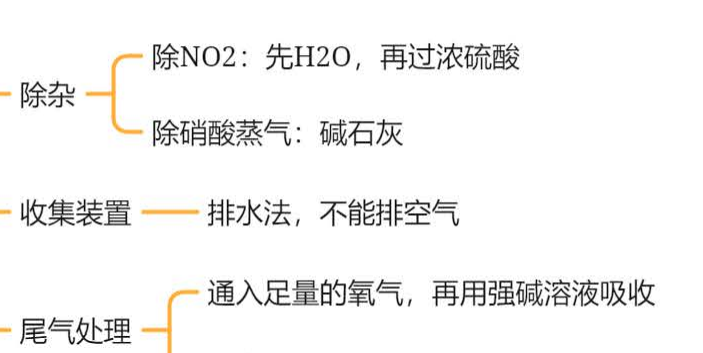 除NO2：先H2O，再过浓硫酸
除杂
除硝酸蒸气：碱石灰
收集装置
排水法，不能排空气
通入足量的氧气，再用强碱溶液吸收
尾气处理